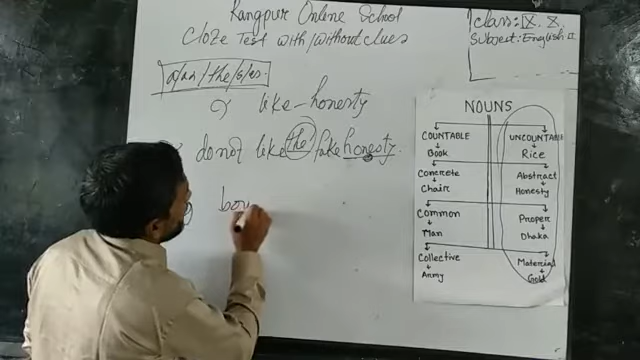 Rangpur Online School
Cloze Test with/without clues
Class: IX. X.
Subject: English II
a/an/the/s/es.
I like honesty
do not like the fake honesty.
boy
NOUNS
COUNTABLE UNCOUNTABLE
Book Rice
Concrete Abstract
Chair Honesty
Common Proper
Man Dhaka
Collective Material
Army Gold